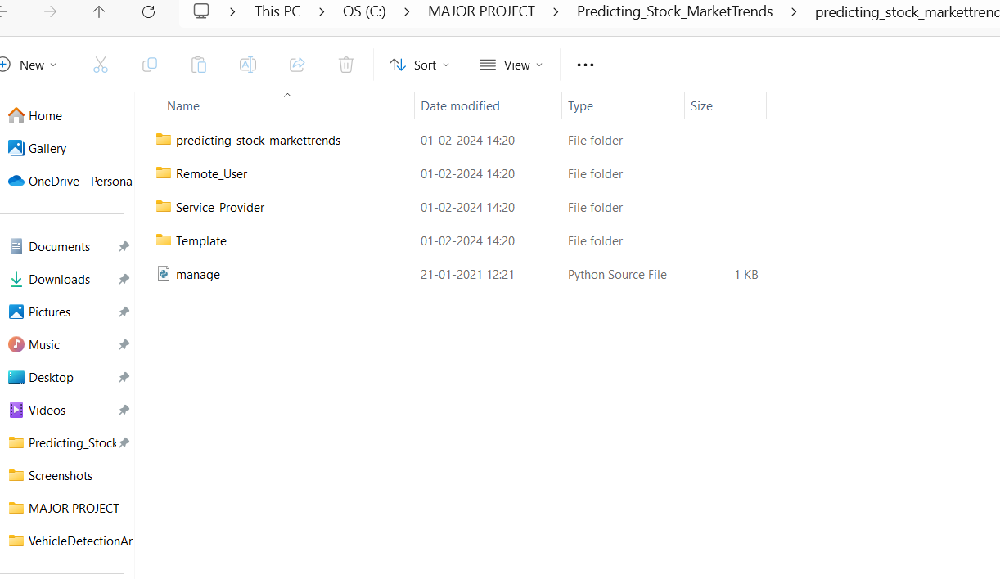 This PC > OS (C:) > MAJOR PROJECT > Predicting_Stock_MarketTrends > predicting_stock_markettrend
New Sort View
Name Date modified Type Size
Home
Gallery
OneDrive - Persona
Documents
Downloads
Pictures
Music
Desktop
Videos
Predicting_Stock
Screenshots
MAJOR PROJECT
VehicleDetectionAr
predicting_stock_markettrends 01-02-2024 14:20 File folder
Remote_User 01-02-2024 14:20 File folder
Service_Provider 01-02-2024 14:20 File folder
Template 01-02-2024 14:20 File folder
manage 21-01-2021 12:21 Python Source File 1 KB